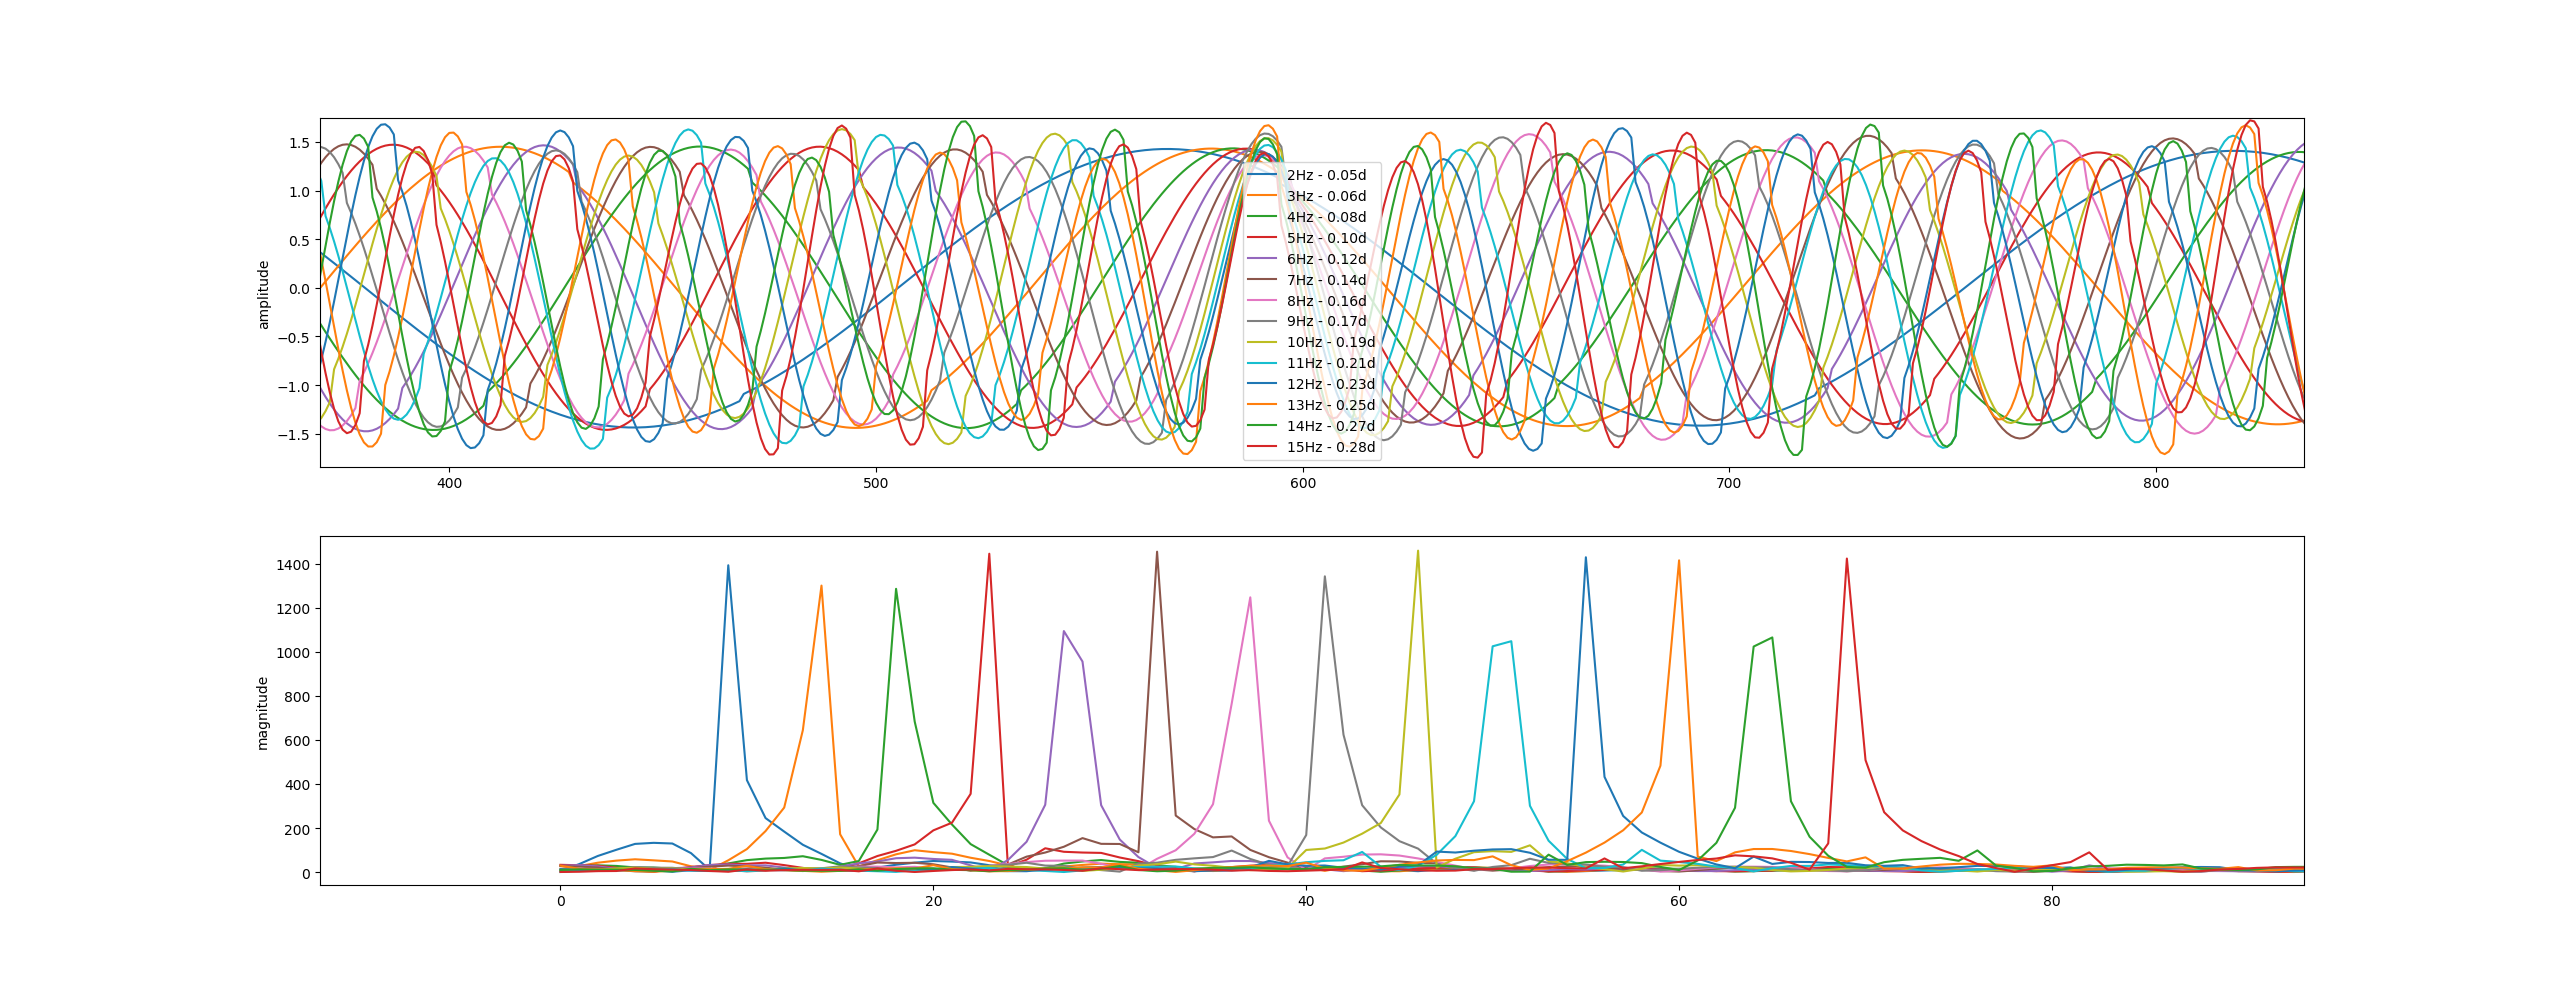 amplitude
1.5
1.0
0.5
0.0
−0.5
−1.0
−1.5
2Hz - 0.05d
3Hz - 0.06d
4Hz - 0.08d
5Hz - 0.10d
6Hz - 0.12d
7Hz - 0.14d
8Hz - 0.16d
9Hz - 0.17d
10Hz - 0.19d
11Hz - 0.21d
12Hz - 0.23d
13Hz - 0.25d
14Hz - 0.27d
15Hz - 0.28d
400 500 600 700 800
magnitude
1400
1200
1000
800
600
400
200
0
0 20 40 60 80